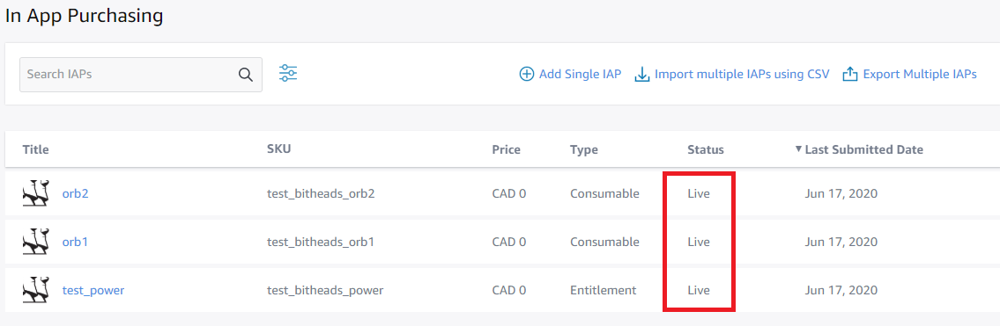 In App Purchasing
Search IAPs Add Single IAP Import multiple IAPs using CSV Export Multiple IAPs
Title SKU Price Type Status ▼ Last Submitted Date
orb2 test_bitheads_orb2 CAD 0 Consumable Live Jun 17, 2020
orb1 test_bitheads_orb1 CAD 0 Consumable Live Jun 17, 2020
test_power test_bitheads_power CAD 0 Entitlement Live Jun 17, 2020